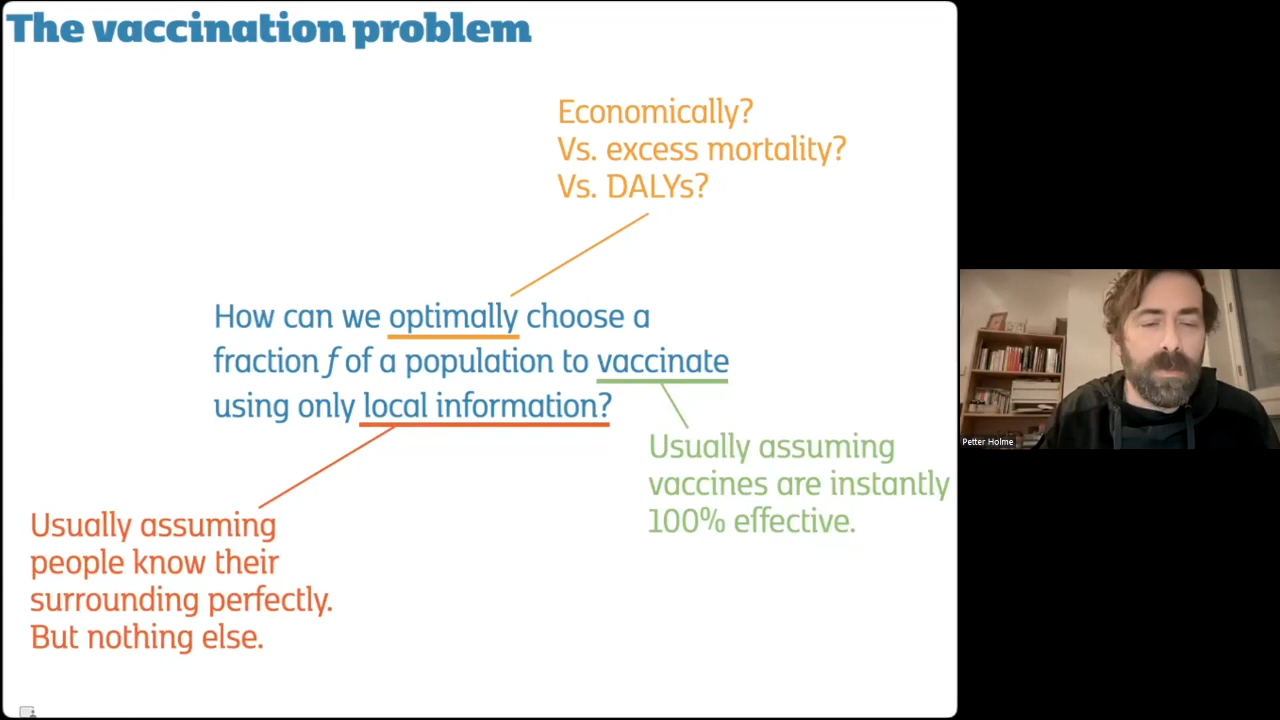 The vaccination problem
Economically?
Vs. excess mortality?
Vs. DALYs?
How can we optimally choose a
fraction f of a population to vaccinate
using only local information?
Usually assuming
vaccines are instantly
100% effective.
Usually assuming
people know their
surrounding perfectly.
But nothing else.
Petter Holme